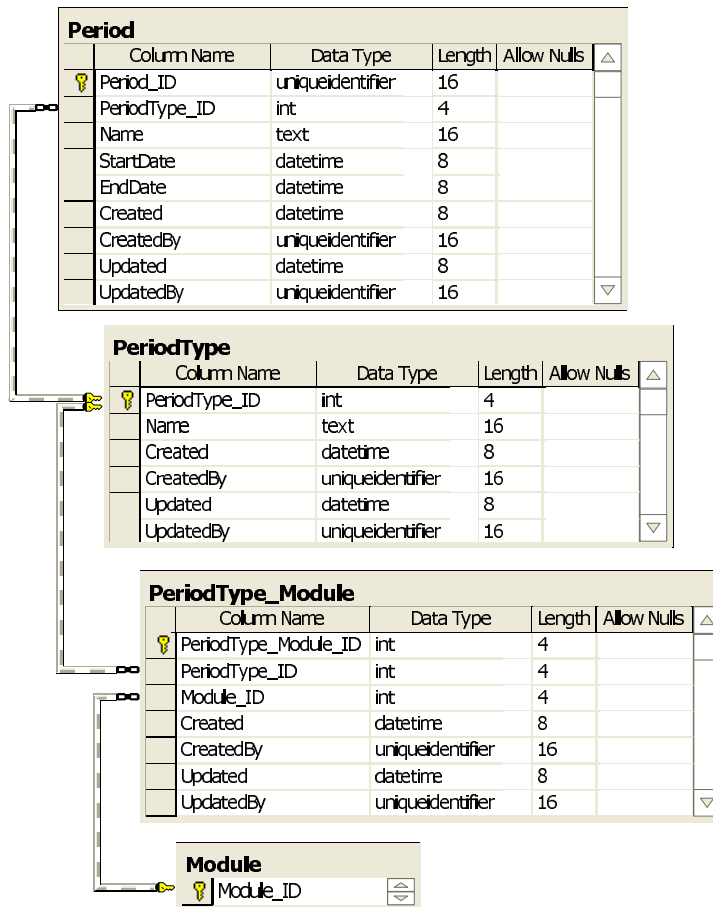 Period
Column Name Data Type Length Allow Nulls
Period_ID uniqueidentifier 16
PeriodType_ID int 4
Name text 16
StartDate datetime 8
EndDate datetime 8
Created datetime 8
CreatedBy uniqueidentifier 16
Updated datetime 8
UpdatedBy uniqueidentifier 16
PeriodType
Column Name Data Type Length Allow Nulls
PeriodType_ID int 4
Name text 16
Created datetime 8
CreatedBy uniqueidentifier 16
Updated datetime 8
UpdatedBy uniqueidentifier 16
PeriodType_Module
Column Name Data Type Length Allow Nulls
PeriodType_Module_ID int 4
PeriodType_ID int 4
Module_ID int 4
Created datetime 8
CreatedBy uniqueidentifier 16
Updated datetime 8
UpdatedBy uniqueidentifier 16
Module
Module_ID